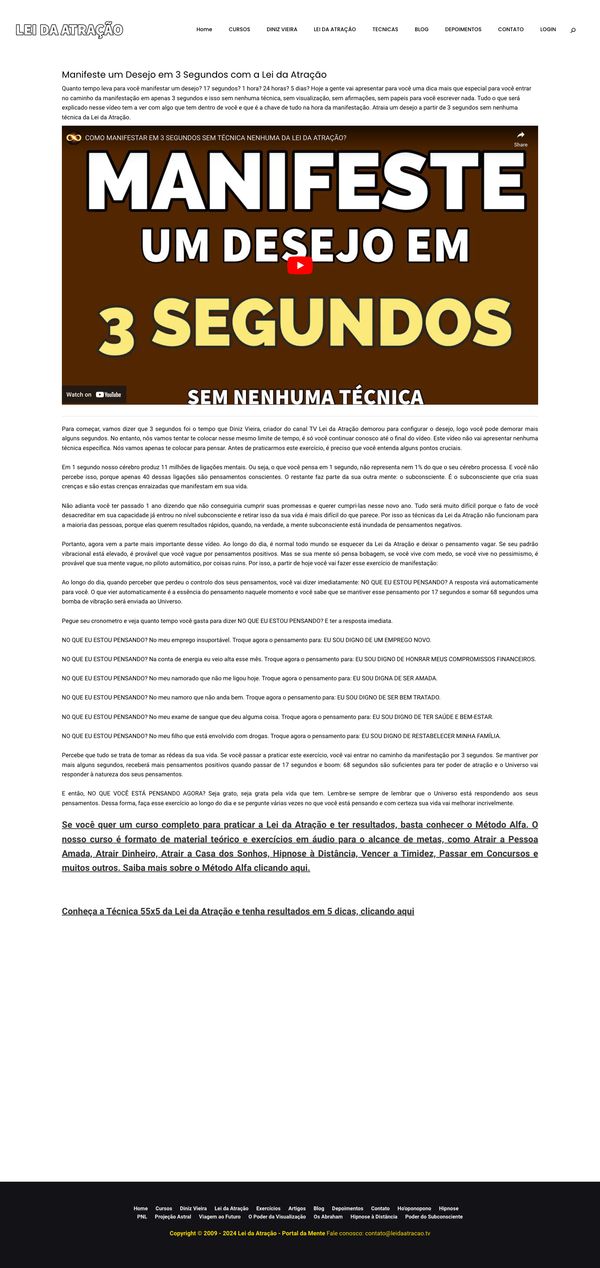 LEI DA ATRAÇÃO
Home CURSOS DINIZ VIEIRA LEI DA ATRAÇÃO TECNICAS BLOG DEPOIMENTOS CONTATO LOGIN
Manifeste um Desejo em 3 Segundos com a Lei da Atração
Quanto tempo leva para você manifestar um desejo? 17 segundos? 1 hora? 24 horas? 5 dias? Hoje a gente vai apresentar para você uma dica mais que especial para você entrar
no caminho da manifestação em apenas 3 segundos e isso sem nenhuma técnica, sem visualização, sem afirmações, sem papeis para você escrever nada. Tudo o que será
explicado nesse vídeo tem a ver com algo que tem dentro de você e que é a chave de tudo na hora da manifestação. Atraia um desejo a partir de 3 segundos sem nenhuma
técnica da Lei da Atração.
COMO MANIFESTAR EM 3 SEGUNDOS SEM TÉCNICA NENHUMA DA LEI DA ATRAÇÃO?
Share
MANIFESTE
UM DESEJO EM
3 SEGUNDOS
SEM NENHUMA TÉCNICA
Watch on YouTube
Para começar, vamos dizer que 3 segundos foi o tempo que Diniz Vieira, criador do canal TV Lei da Atração demorou para configurar o desejo, logo você pode demorar mais
alguns segundos. No entanto, nós vamos tentar te colocar nesse mesmo limite de tempo, é só você continuar conosco até o final do vídeo. Este vídeo não vai apresentar nenhuma
técnica específica. Nós vamos apenas te colocar para pensar. Antes de praticarmos este exercício, é preciso que você entenda alguns pontos cruciais.
Em 1 segundo nosso cérebro produz 11 milhões de ligações mentais. Ou seja, o que você pensa em 1 segundo, não representa nem 1% do que o seu cérebro processa. E você não
percebe isso, porque apenas 40 dessas ligações são pensamentos conscientes. O restante faz parte da sua outra mente: o subconsciente. É o subconsciente que cria suas
crenças e são estas crenças enraizadas que manifestam em sua vida.
Não adianta você ter passado 1 ano dizendo que não conseguiria cumprir suas promessas e querer cumpri-las nesse novo ano. Tudo será muito difícil porque o fato de você
desacreditar em sua capacidade já entrou no nível subconsciente e retirar isso da sua vida é mais difícil do que parece. Por isso as técnicas da Lei da Atração não funcionam para
a maioria das pessoas, porque elas querem resultados rápidos, quando, na verdade, a mente subconsciente está inundada de pensamentos negativos.
Portanto, agora vem a parte mais importante desse vídeo. Ao longo do dia, é normal todo mundo se esquecer da Lei da Atração e deixar o pensamento vagar. Se seu padrão
vibracional está elevado, é provável que você vague por pensamentos positivos. Mas se sua mente só pensa bobagem, se você vive com medo, se você vive no pessimismo, é
provável que sua mente vague, no piloto automático, por coisas ruins. Por isso, a partir de hoje você vai fazer esse exercício de manifestação:
Ao longo do dia, quando perceber que perdeu o controlo dos seus pensamentos, você vai dizer imediatamente: NO QUE EU ESTOU PENSANDO? A resposta virá automaticamente
para você. O que vier automaticamente é a essência do pensamento naquele momento e você sabe que se mantiver esse pensamento por 17 segundos e somar 68 segundos uma
bomba de vibração será enviada ao Universo.
Pegue seu cronometro e veja quanto tempo você gasta para dizer NO QUE EU ESTOU PENSANDO? E ter a resposta imediata.
NO QUE EU ESTOU PENSANDO? No meu emprego insuportável. Troque agora o pensamento para: EU SOU DIGNO DE UM EMPREGO NOVO.
NO QUE EU ESTOU PENSANDO? Na conta de energia eu veio alta esse mês. Troque agora o pensamento para: EU SOU DIGNO DE HONRAR MEUS COMPROMISSOS FINANCEIROS.
NO QUE EU ESTOU PENSANDO? No meu namorado que não me ligou hoje. Troque agora o pensamento para: EU SOU DIGNA DE SER AMADA.
NO QUE EU ESTOU PENSANDO? No meu namoro que não anda bem. Troque agora o pensamento para: EU SOU DIGNO DE SER BEM TRATADO.
NO QUE EU ESTOU PENSANDO? No meu exame de sangue que deu alguma coisa. Troque agora o pensamento para: EU SOU DIGNO DE TER SAÚDE E BEM-ESTAR.
NO QUE EU ESTOU PENSANDO? No meu filho que está envolvido com drogas. Troque agora o pensamento para: EU SOU DIGNO DE RESTABELECER MINHA FAMÍLIA.
Percebe que tudo se trata de tomar as rédeas da sua vida. Se você passar a praticar este exercício, você vai entrar no caminho da manifestação por 3 segundos. Se mantiver por
mais alguns segundos, receberá mais pensamentos positivos quando passar de 17 segundos e boom: 68 segundos são suficientes para ter poder de atração e o Universo vai
responder à natureza dos seus pensamentos.
E então, NO QUE VOCÊ ESTÁ PENSANDO AGORA? Seja grato, seja grata pela vida que tem. Lembre-se sempre de lembrar que o Universo está respondendo aos seus
pensamentos. Dessa forma, faça esse exercício ao longo do dia e se pergunte várias vezes no que você está pensando e com certeza sua vida vai melhorar incrivelmente.
Se você quer um curso completo para praticar a Lei da Atração e ter resultados, basta conhecer o Método Alfa. O
nosso curso é formato de material teórico e exercícios em áudio para o alcance de metas, como Atrair a Pessoa
Amada, Atrair Dinheiro, Atrair a Casa dos Sonhos, Hipnose à Distância, Vencer a Timidez, Passar em Concursos e
muitos outros. Saiba mais sobre o Método Alfa clicando aqui.
Conheça a Técnica 55x5 da Lei da Atração e tenha resultados em 5 dicas, clicando aqui
Home Cursos Diniz Vieira Lei da Atração Exercícios Artigos Blog Depoimentos Contato Ho'oponopono Hipnose
PNL Projeção Astral Viagem ao Futuro O Poder da Visualização Os Abraham Hipnose à Distância Poder do Subconsciente
Copyright © 2009 - 2024 Lei da Atração - Portal da Mente Fale conosco: contato@leidaatracao.tv